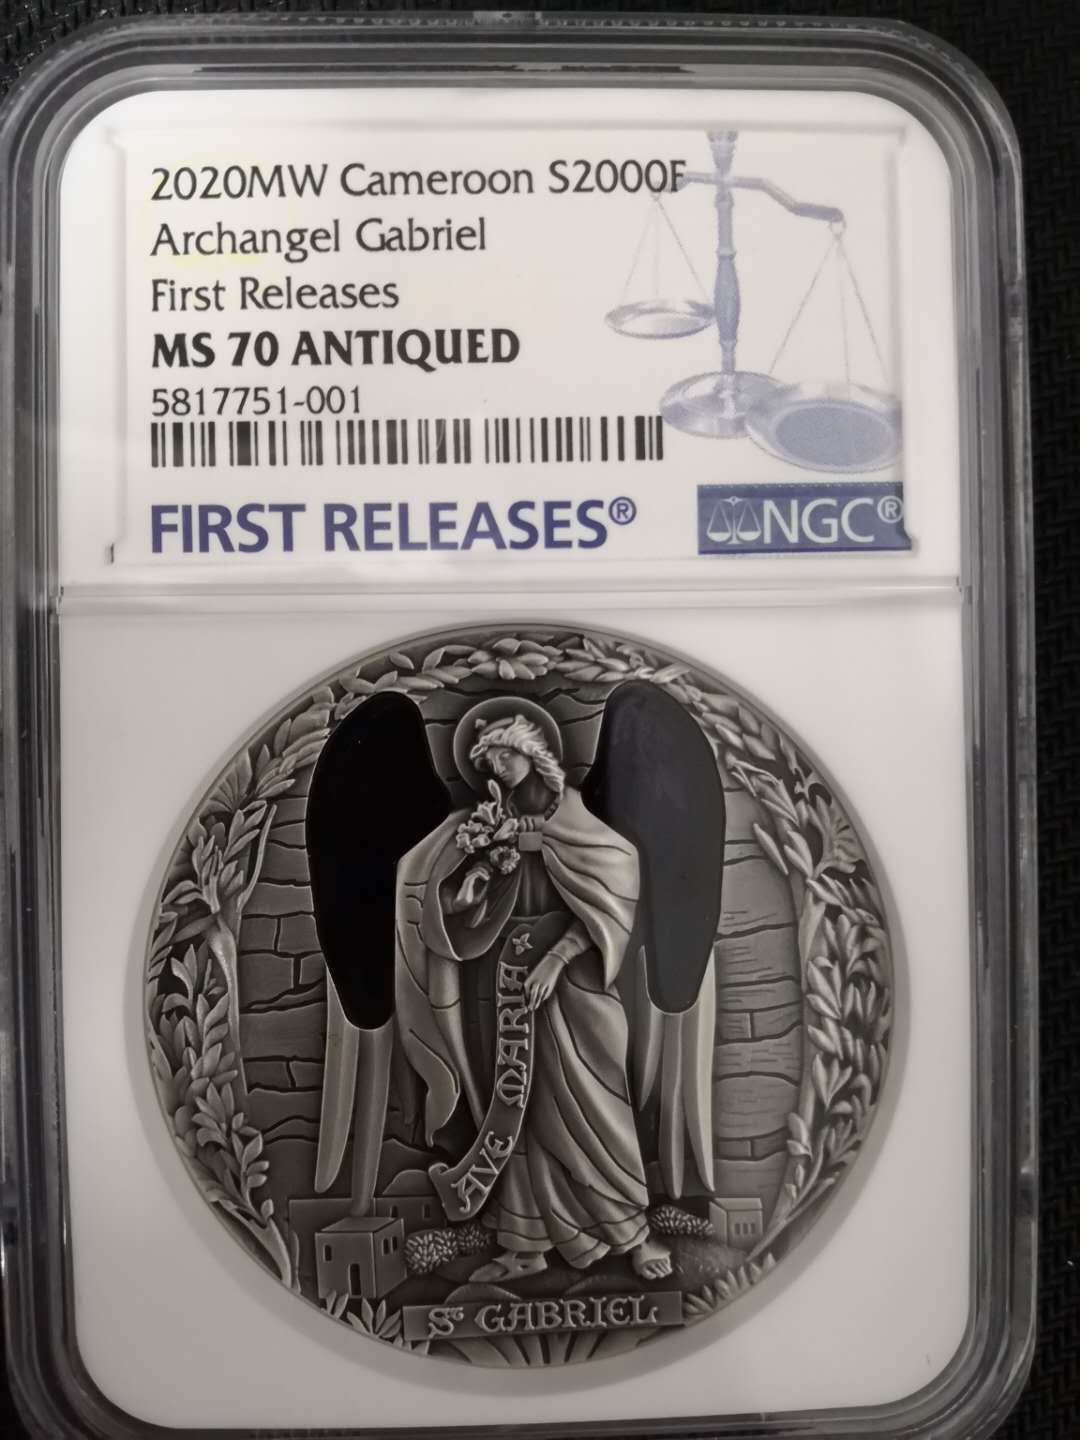 2020MW Cameroon S2000F
Archangel Gabriel
First Releases
MS 70 ANTIQUED
5817751-001
FIRST RELEASES®
NGC®
AVE MARIA
ST GABRIEL